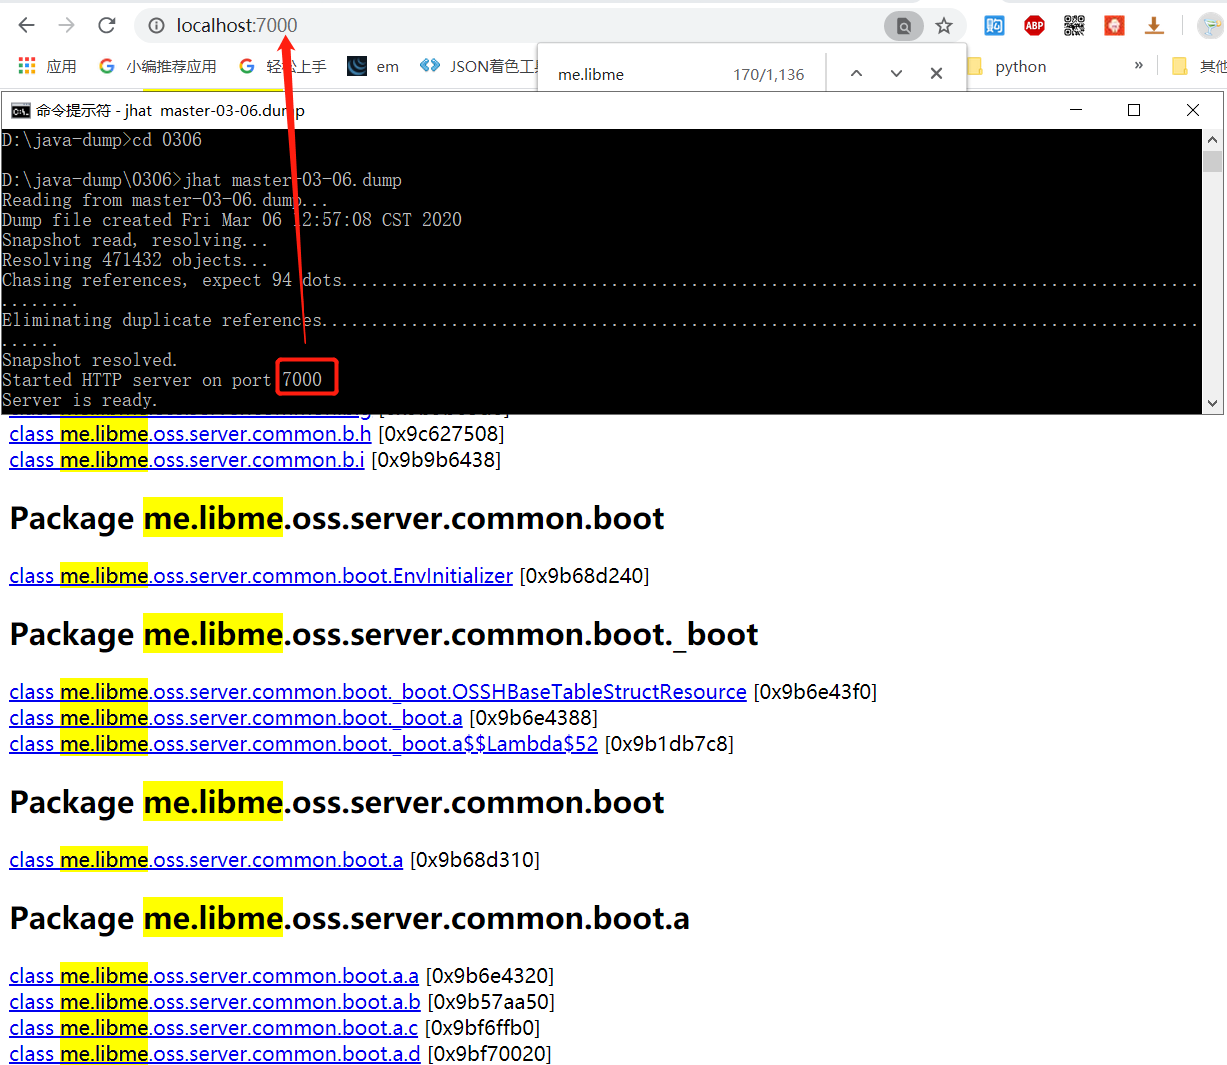 localhost:7000
ABP
应用
小编推荐应用
轻松上手
em
JSON着色工具
me.libme
170/1,136
python
»
其他
命令提示符 - jhat  master-03-06.dump
D:\java-dump>cd 0306
D:\java-dump\0306>jhat master-03-06.dump
Reading from master-03-06.dump...
Dump file created Fri Mar 06 12:57:08 CST 2020
Snapshot read, resolving...
Resolving 471432 objects...
Chasing references, expect 94 dots......................................................................................
........
Eliminating duplicate references........................................................................................
......
Snapshot resolved.
Started HTTP server on port 7000
Server is ready.
class me.libme.oss.server.common.b.h [0x9c627508]
class me.libme.oss.server.common.b.i [0x9b9b6438]
Package me.libme.oss.server.common.boot
class me.libme.oss.server.common.boot.EnvInitializer [0x9b68d240]
Package me.libme.oss.server.common.boot._boot
class me.libme.oss.server.common.boot._boot.OSSHBaseTableStructResource [0x9b6e43f0]
class me.libme.oss.server.common.boot._boot.a [0x9b6e4388]
class me.libme.oss.server.common.boot._boot.a$$Lambda$52 [0x9b1db7c8]
Package me.libme.oss.server.common.boot
class me.libme.oss.server.common.boot.a [0x9b68d310]
Package me.libme.oss.server.common.boot.a
class me.libme.oss.server.common.boot.a.a [0x9b6e4320]
class me.libme.oss.server.common.boot.a.b [0x9b57aa50]
class me.libme.oss.server.common.boot.a.c [0x9bf6ffb0]
class me.libme.oss.server.common.boot.a.d [0x9bf70020]